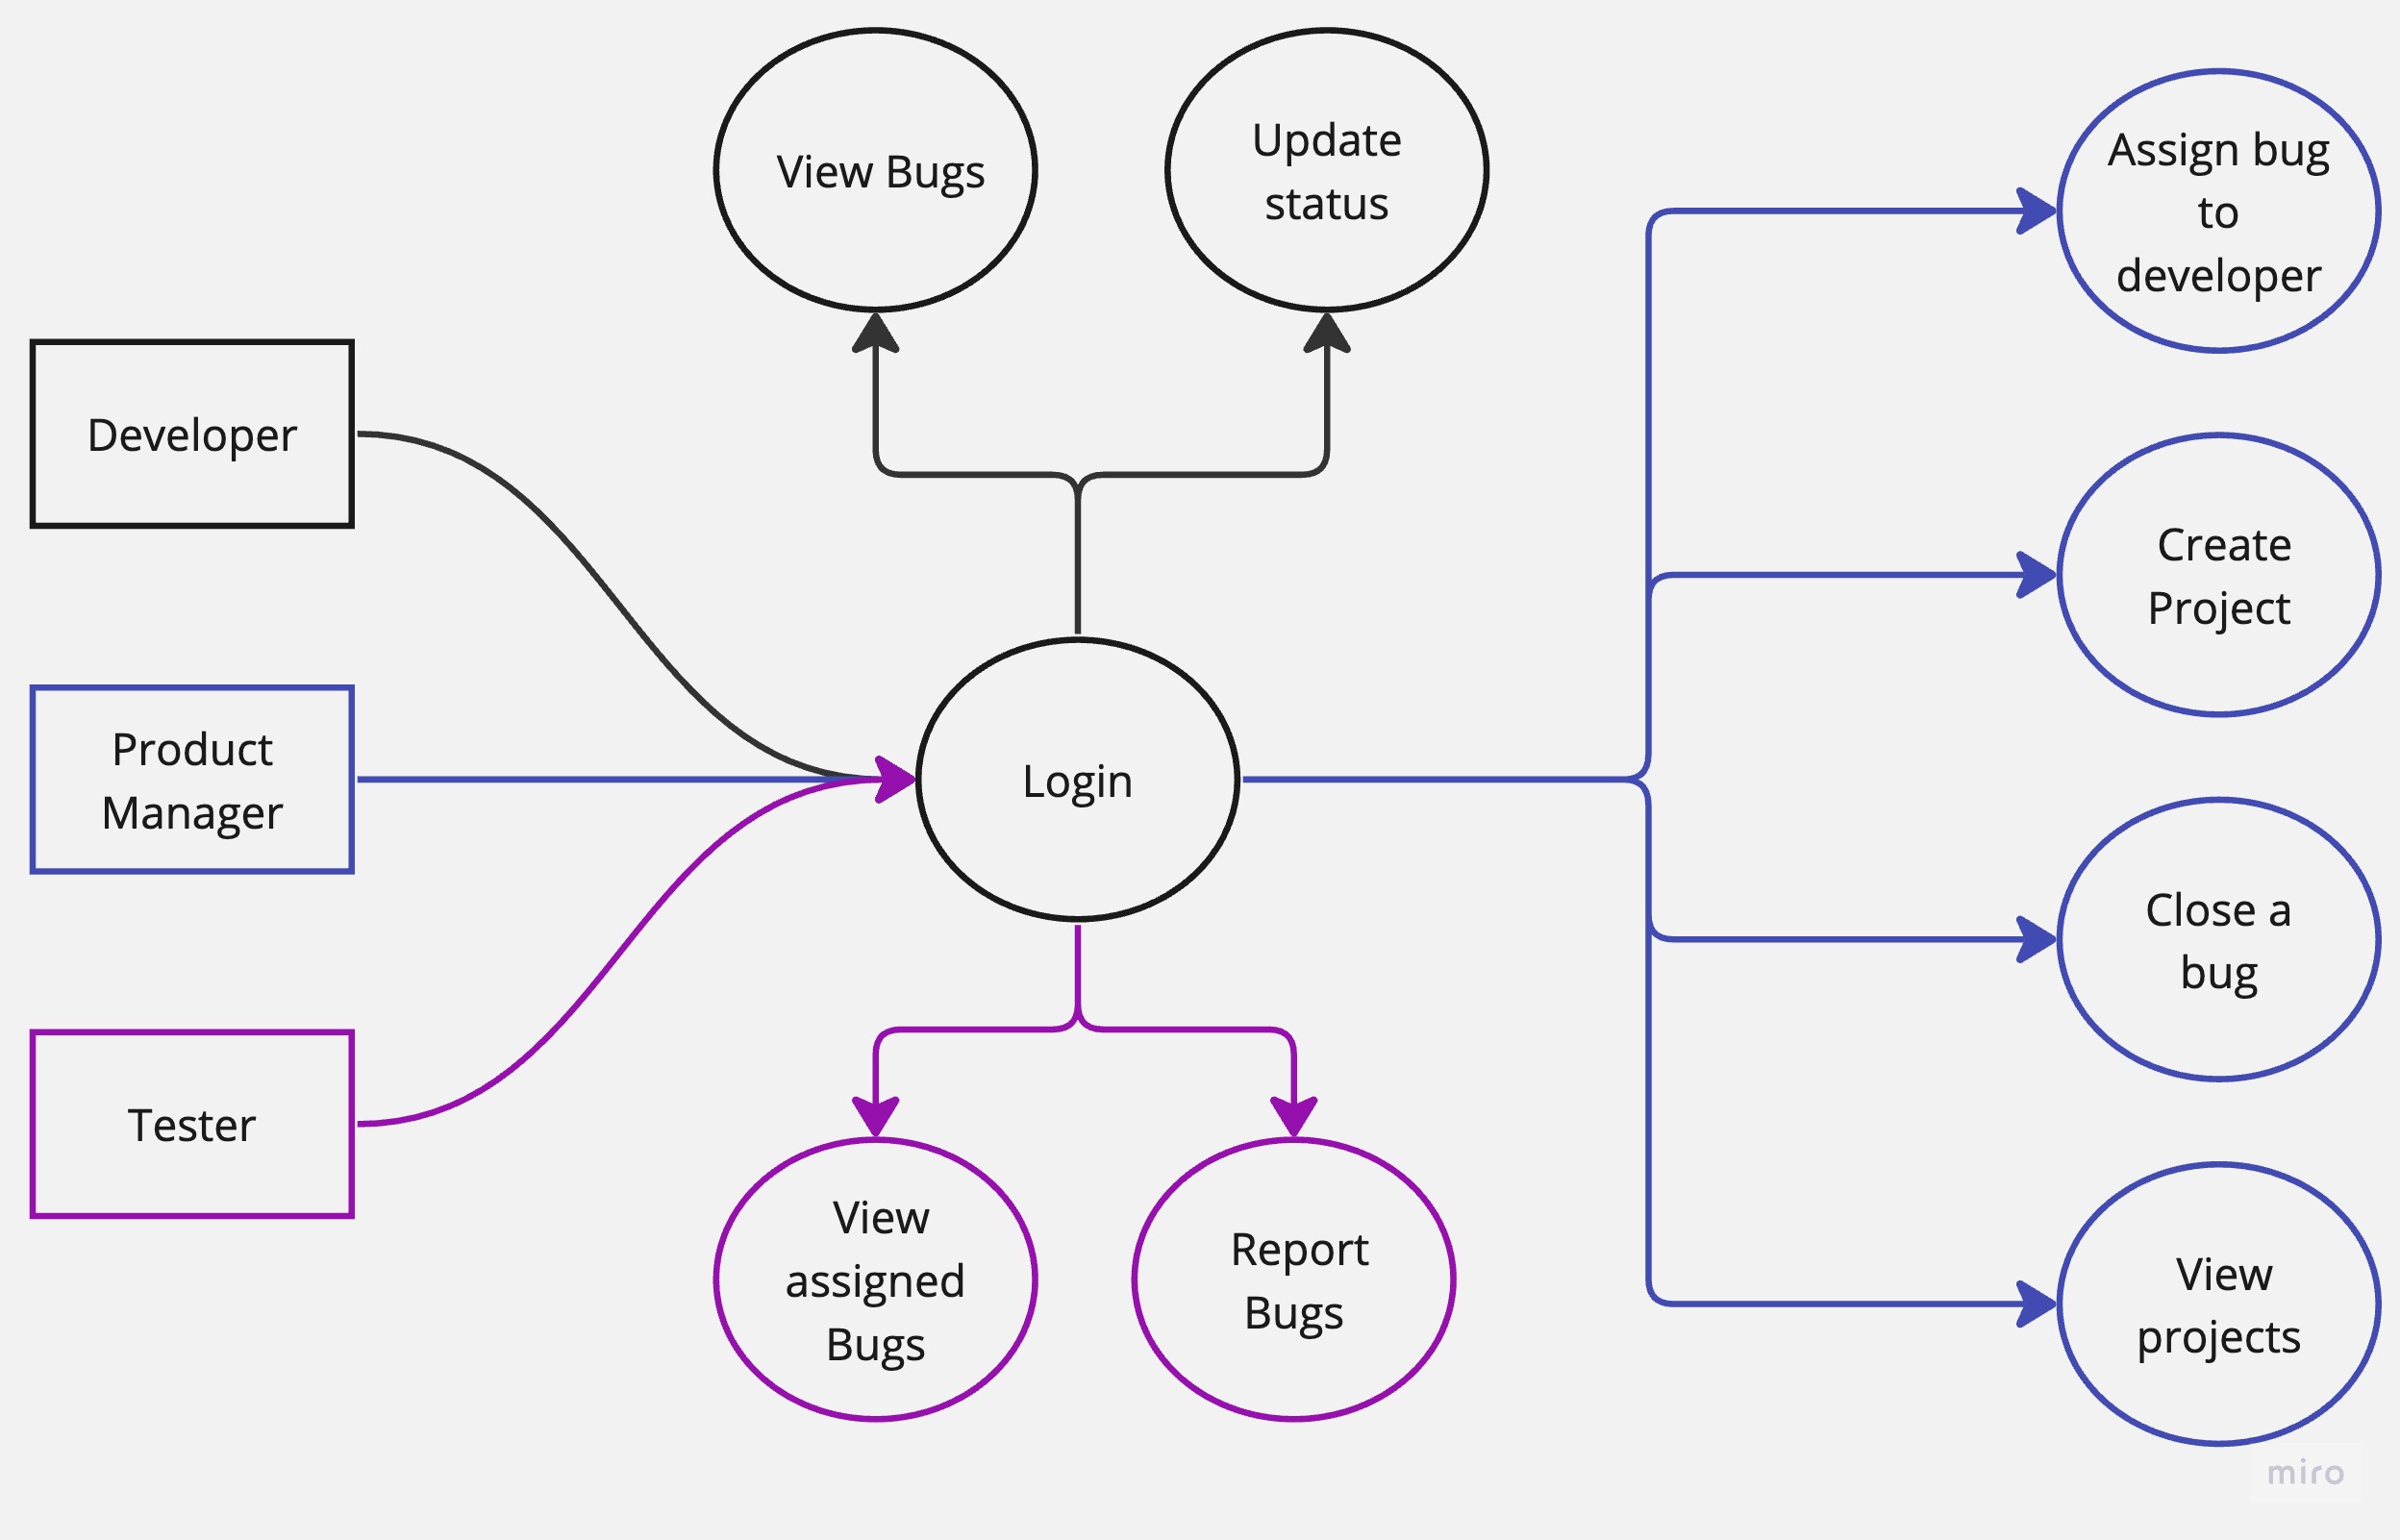 View Bugs
Update
status
Assign bug
to
developer
Developer
Create
Project
Product
Manager
Login
Close a
bug
Tester
View
assigned
Bugs
Report
Bugs
View
projects
miro